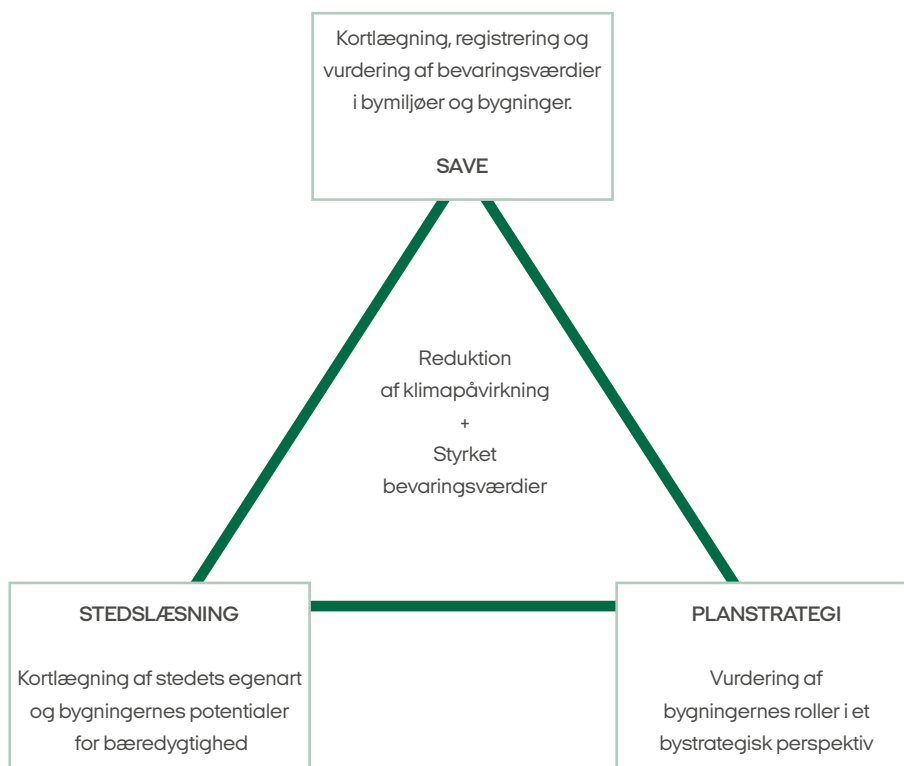 Kortlægning, registrering og
vurdering af bevaringsværdier
i bymiljøer og bygninger.
SAVE
Reduktion
af klimapåvirkning
+
Styrket
bevaringsværdier
STEDSLÆSNING
Kortlægning af stedets egenart
og bygningernes potentialer
for bæredygtighed
PLANSTRATEGI
Vurdering af
bygningernes roller i et
bystrategisk perspektiv